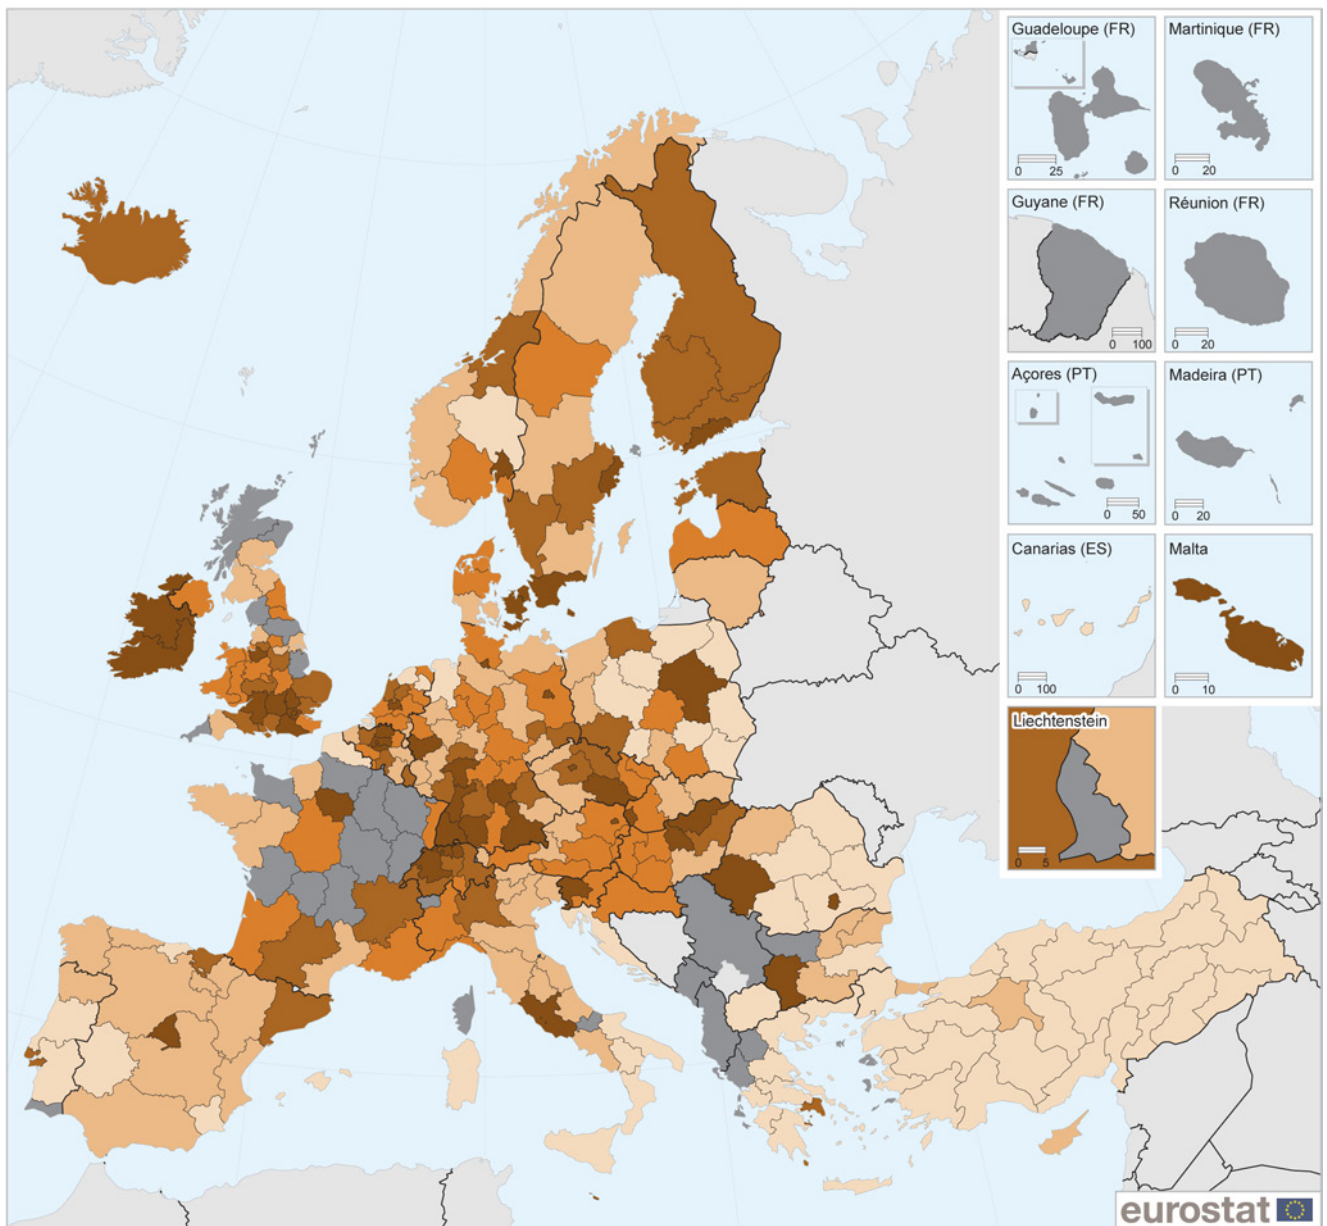 Guadeloupe (FR)
0 25
Martinique (FR)
0 20
Guyane (FR)
0 100
Réunion (FR)
0 20
Açores (PT)
0 50
Madeira (PT)
0 20
Canarias (ES)
0 100
Malta
0 10
Liechtenstein
0 5
eurostat